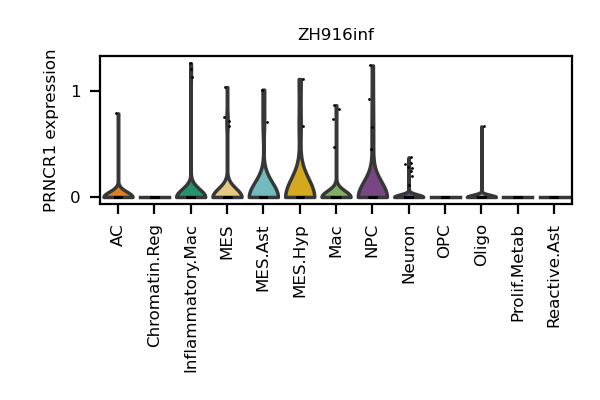 ZH916inf
PRNCR1 expression
1
0
AC
Chromatin.Reg
Inflammatory.Mac
MES
MES.Ast
MES.Hyp
Mac
NPC
Neuron
OPC
Oligo
Prolif.Metab
Reactive.Ast